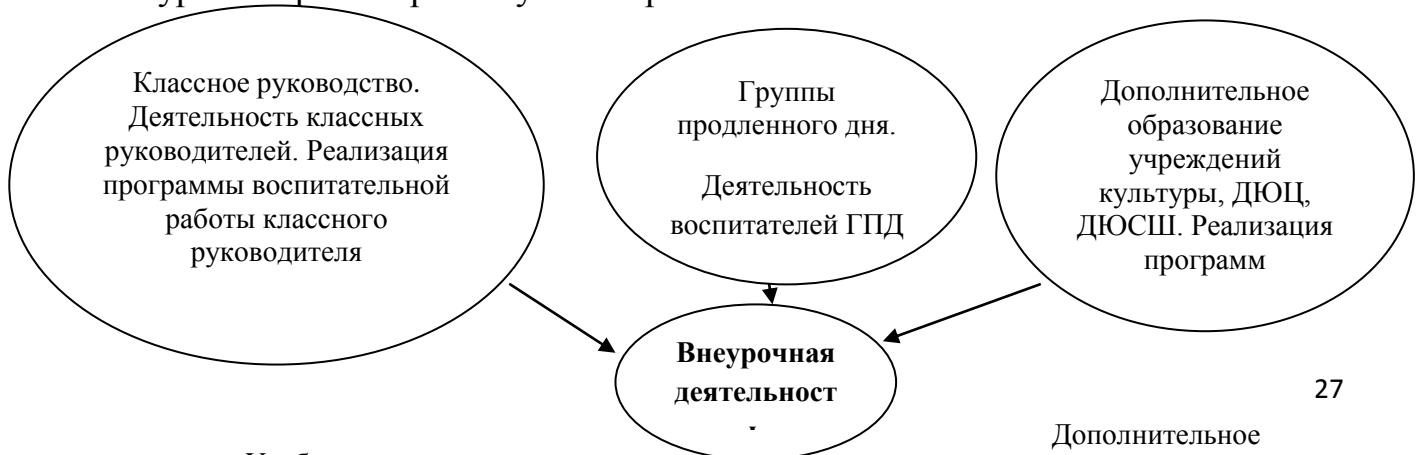 Классное руководство.
Деятельность классных
руководителей. Реализация
программы воспитательной
работы классного
руководителя
Группы
продленного дня.
Деятельность
воспитателей ГПД
Дополнительное
образование
учреждений
культуры, ДЮЦ,
ДЮСШ. Реализация
программ
Внеурочная
деятельност
27
Дополнительное